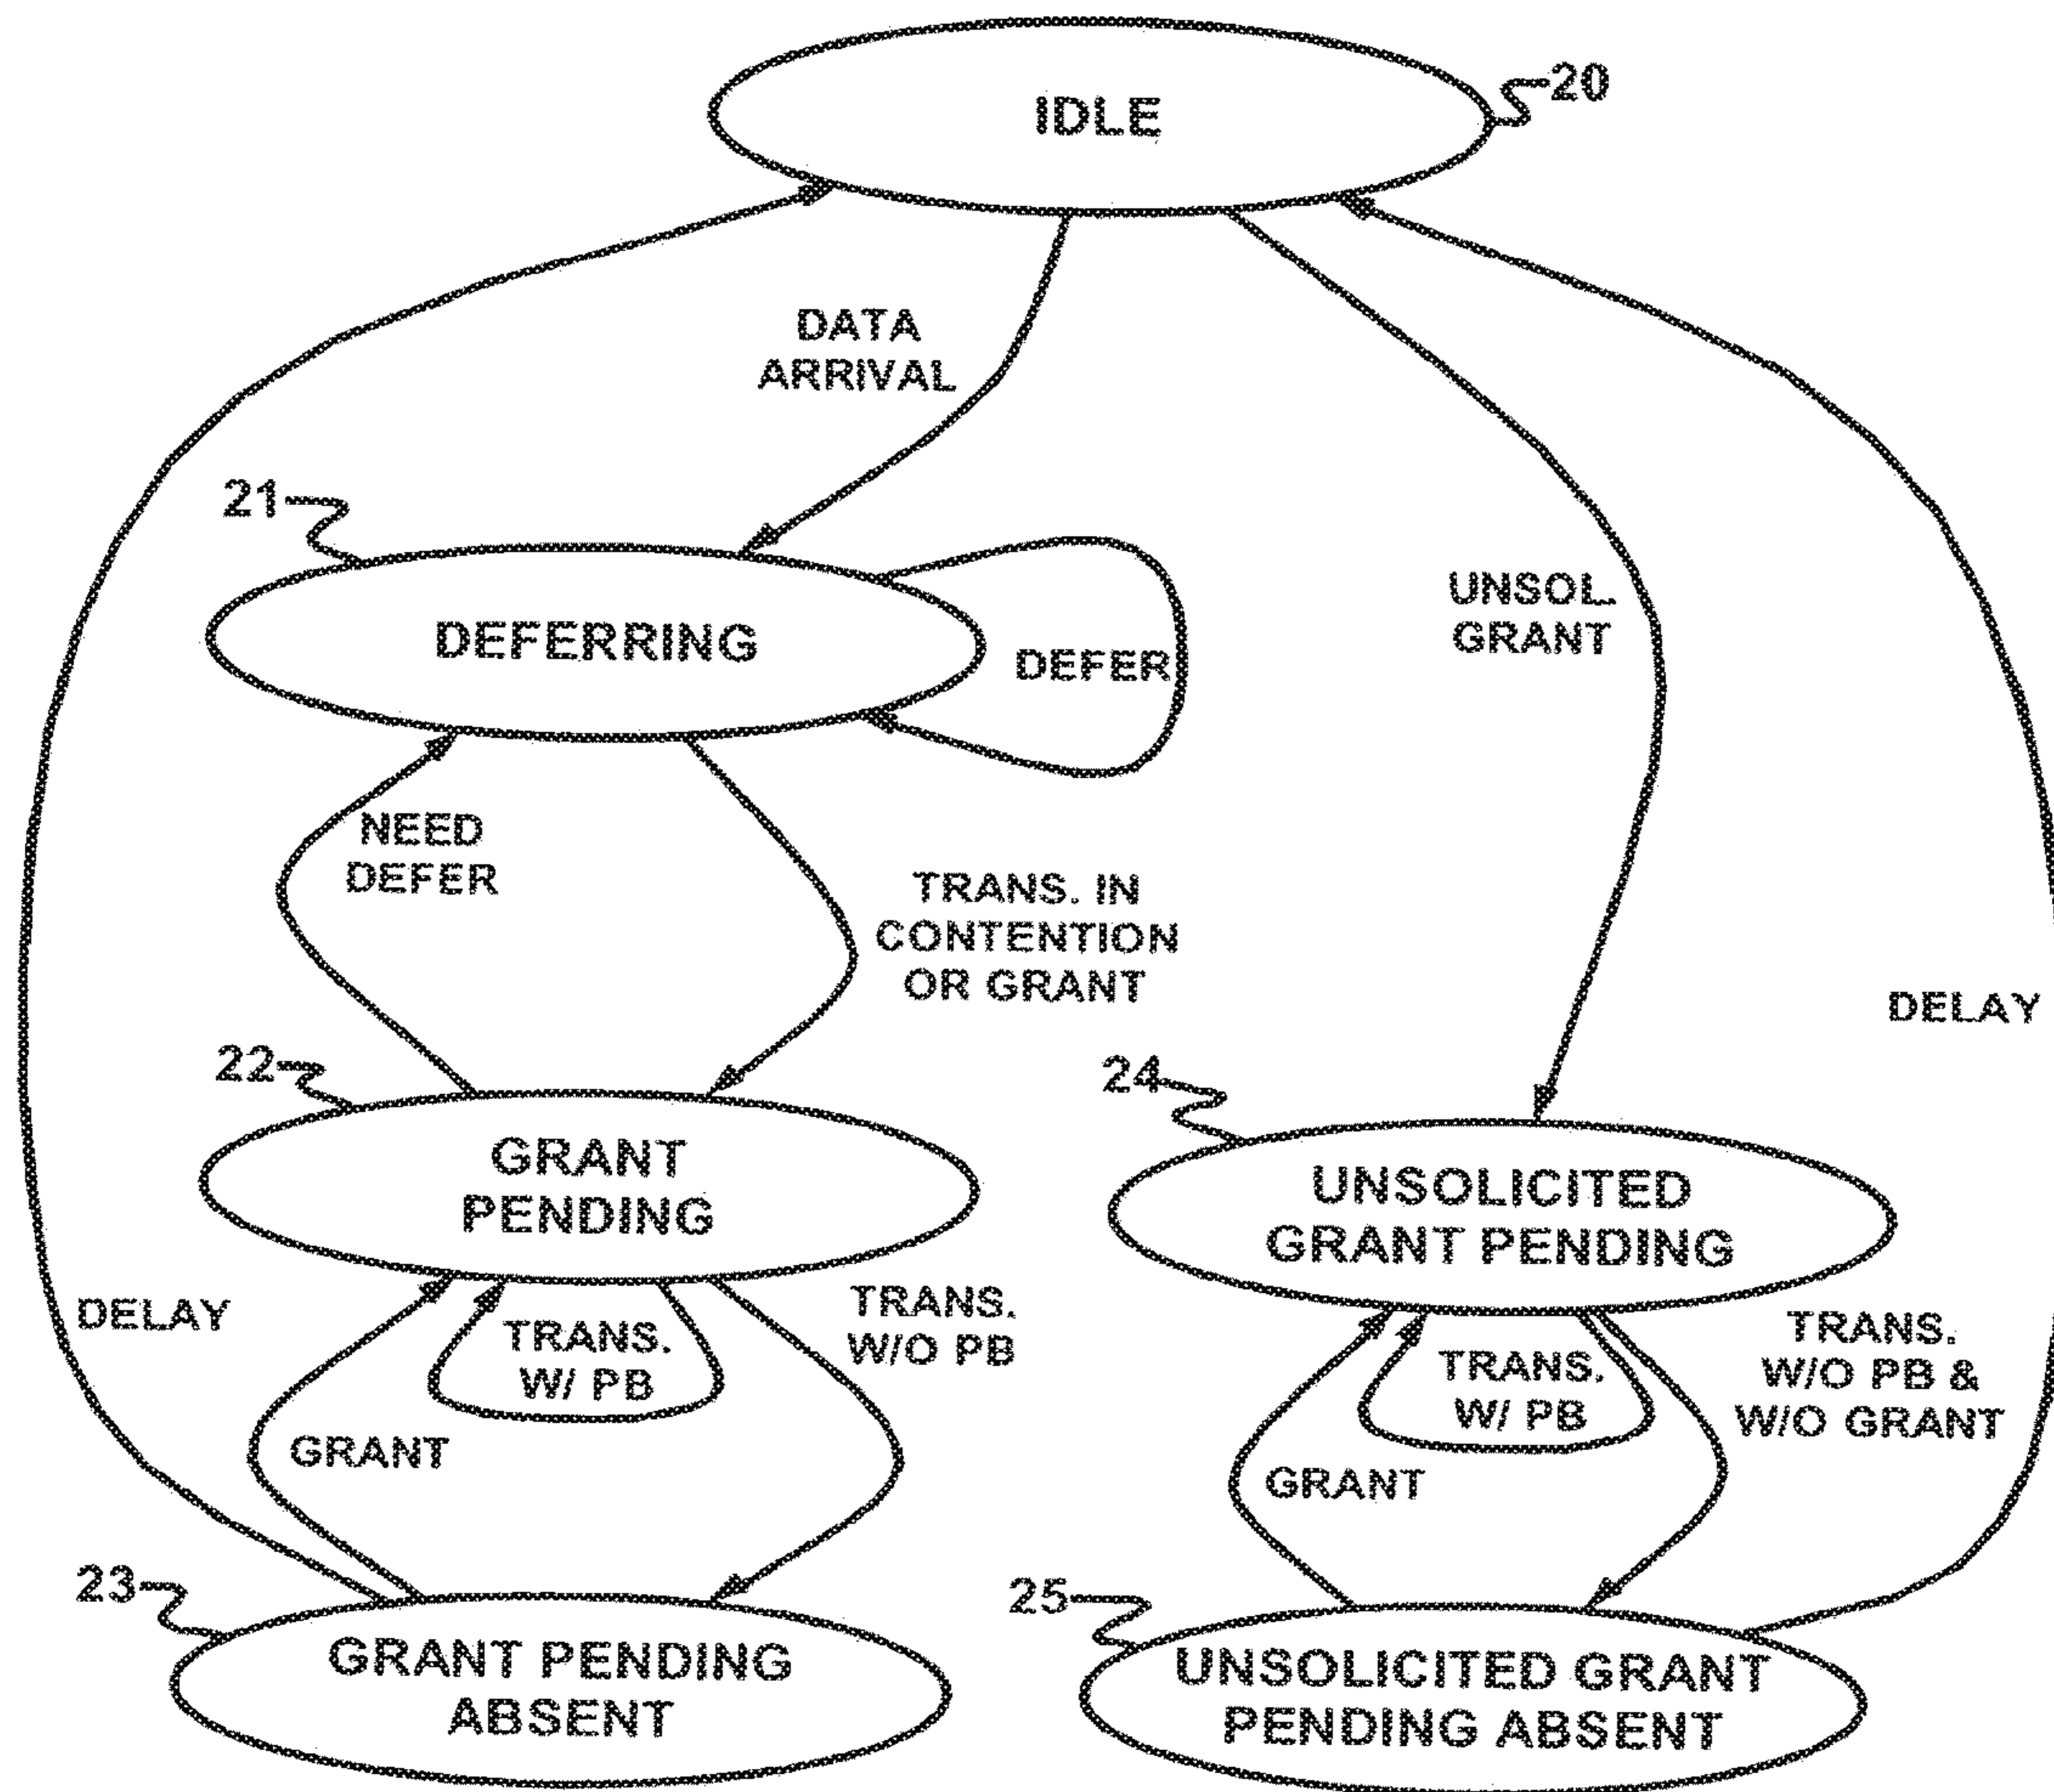 IDLE
20
DATA
ARRIVAL
21
DEFERRING
DEFER
UNSOL.
GRANT
NEED
DEFER
TRANS. IN
CONTENTION
OR GRANT
DELAY
22
GRANT
PENDING
24
UNSOLICITED
GRANT PENDING
DELAY
TRANS.
W/ PB
TRANS.
W/O PB
GRANT
TRANS.
W/ PB
TRANS.
W/O PB &
W/O GRANT
GRANT
23
GRANT PENDING
ABSENT
25
UNSOLICITED GRANT
PENDING ABSENT